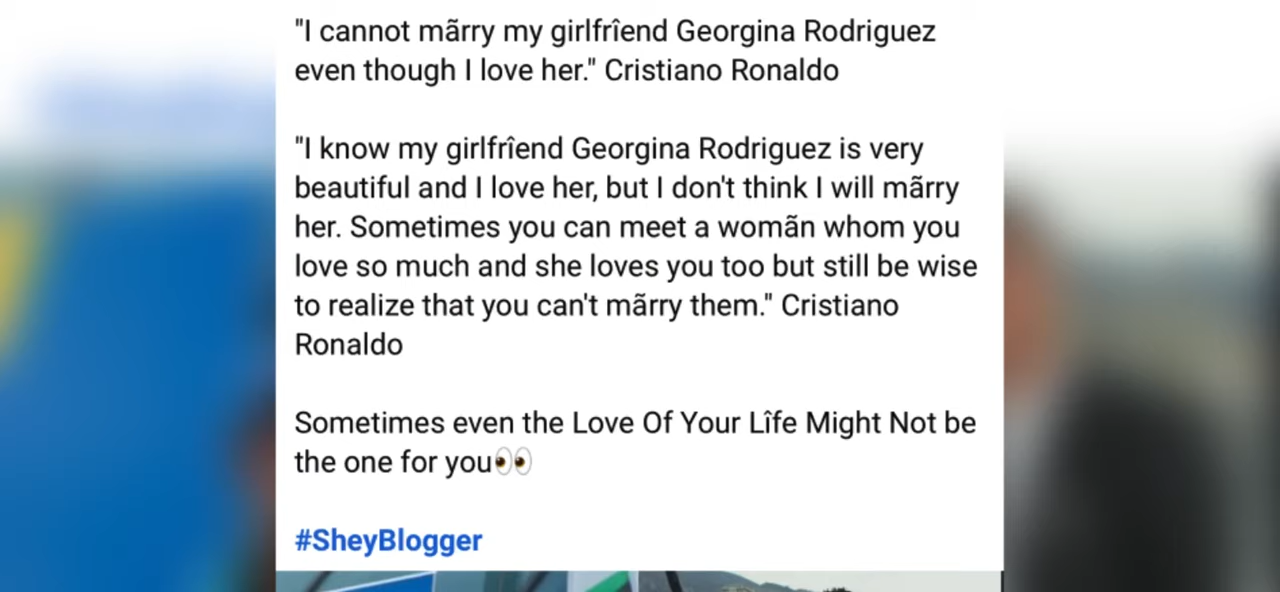 "I cannot mãrry my girlfrîend Georgina Rodriguez
even though I love her." Cristiano Ronaldo
"I know my girlfrîend Georgina Rodriguez is very
beautiful and I love her, but I don't think I will mãrry
her. Sometimes you can meet a womãn whom you
love so much and she loves you too but still be wise
to realize that you can't mãrry them." Cristiano
Ronaldo
Sometimes even the Love Of Your Lîfe Might Not be
the one for you👀
#SheyBlogger